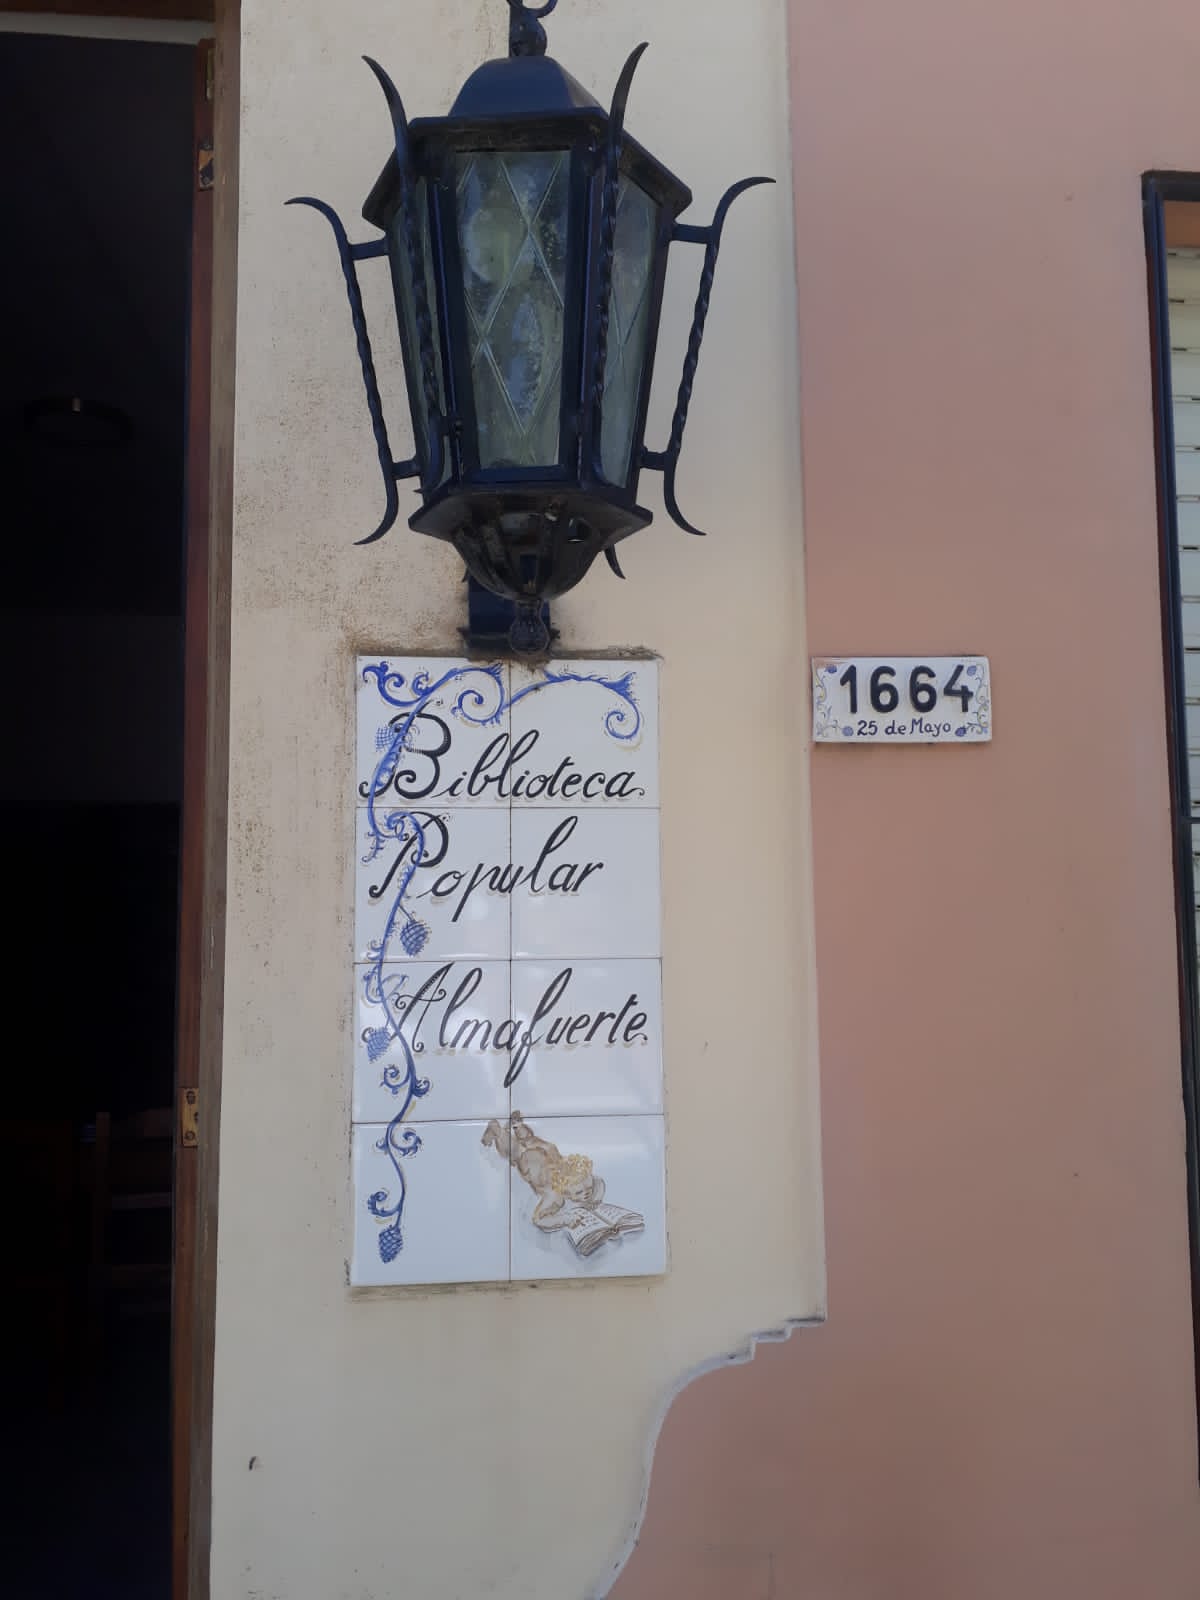 Biblioteca
Popular
Almafuerte
1664
25 de Mayo